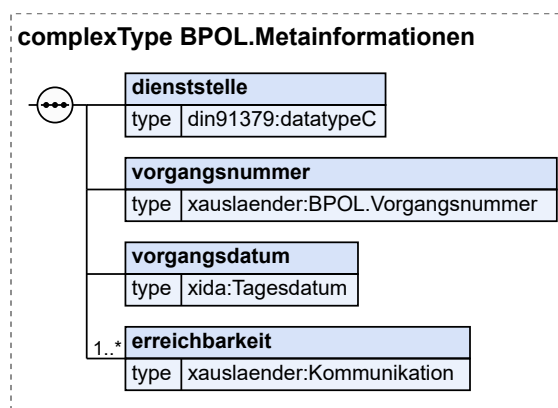 complexType BPOL.Metainformationen
dienststelle
type din91379:datatypeC
vorgangsnummer
type xauslaender:BPOL.Vorgangsnummer
vorgangsdatum
type xida:Tagesdatum
1..* erreichbarkeit
type xauslaender:Kommunikation